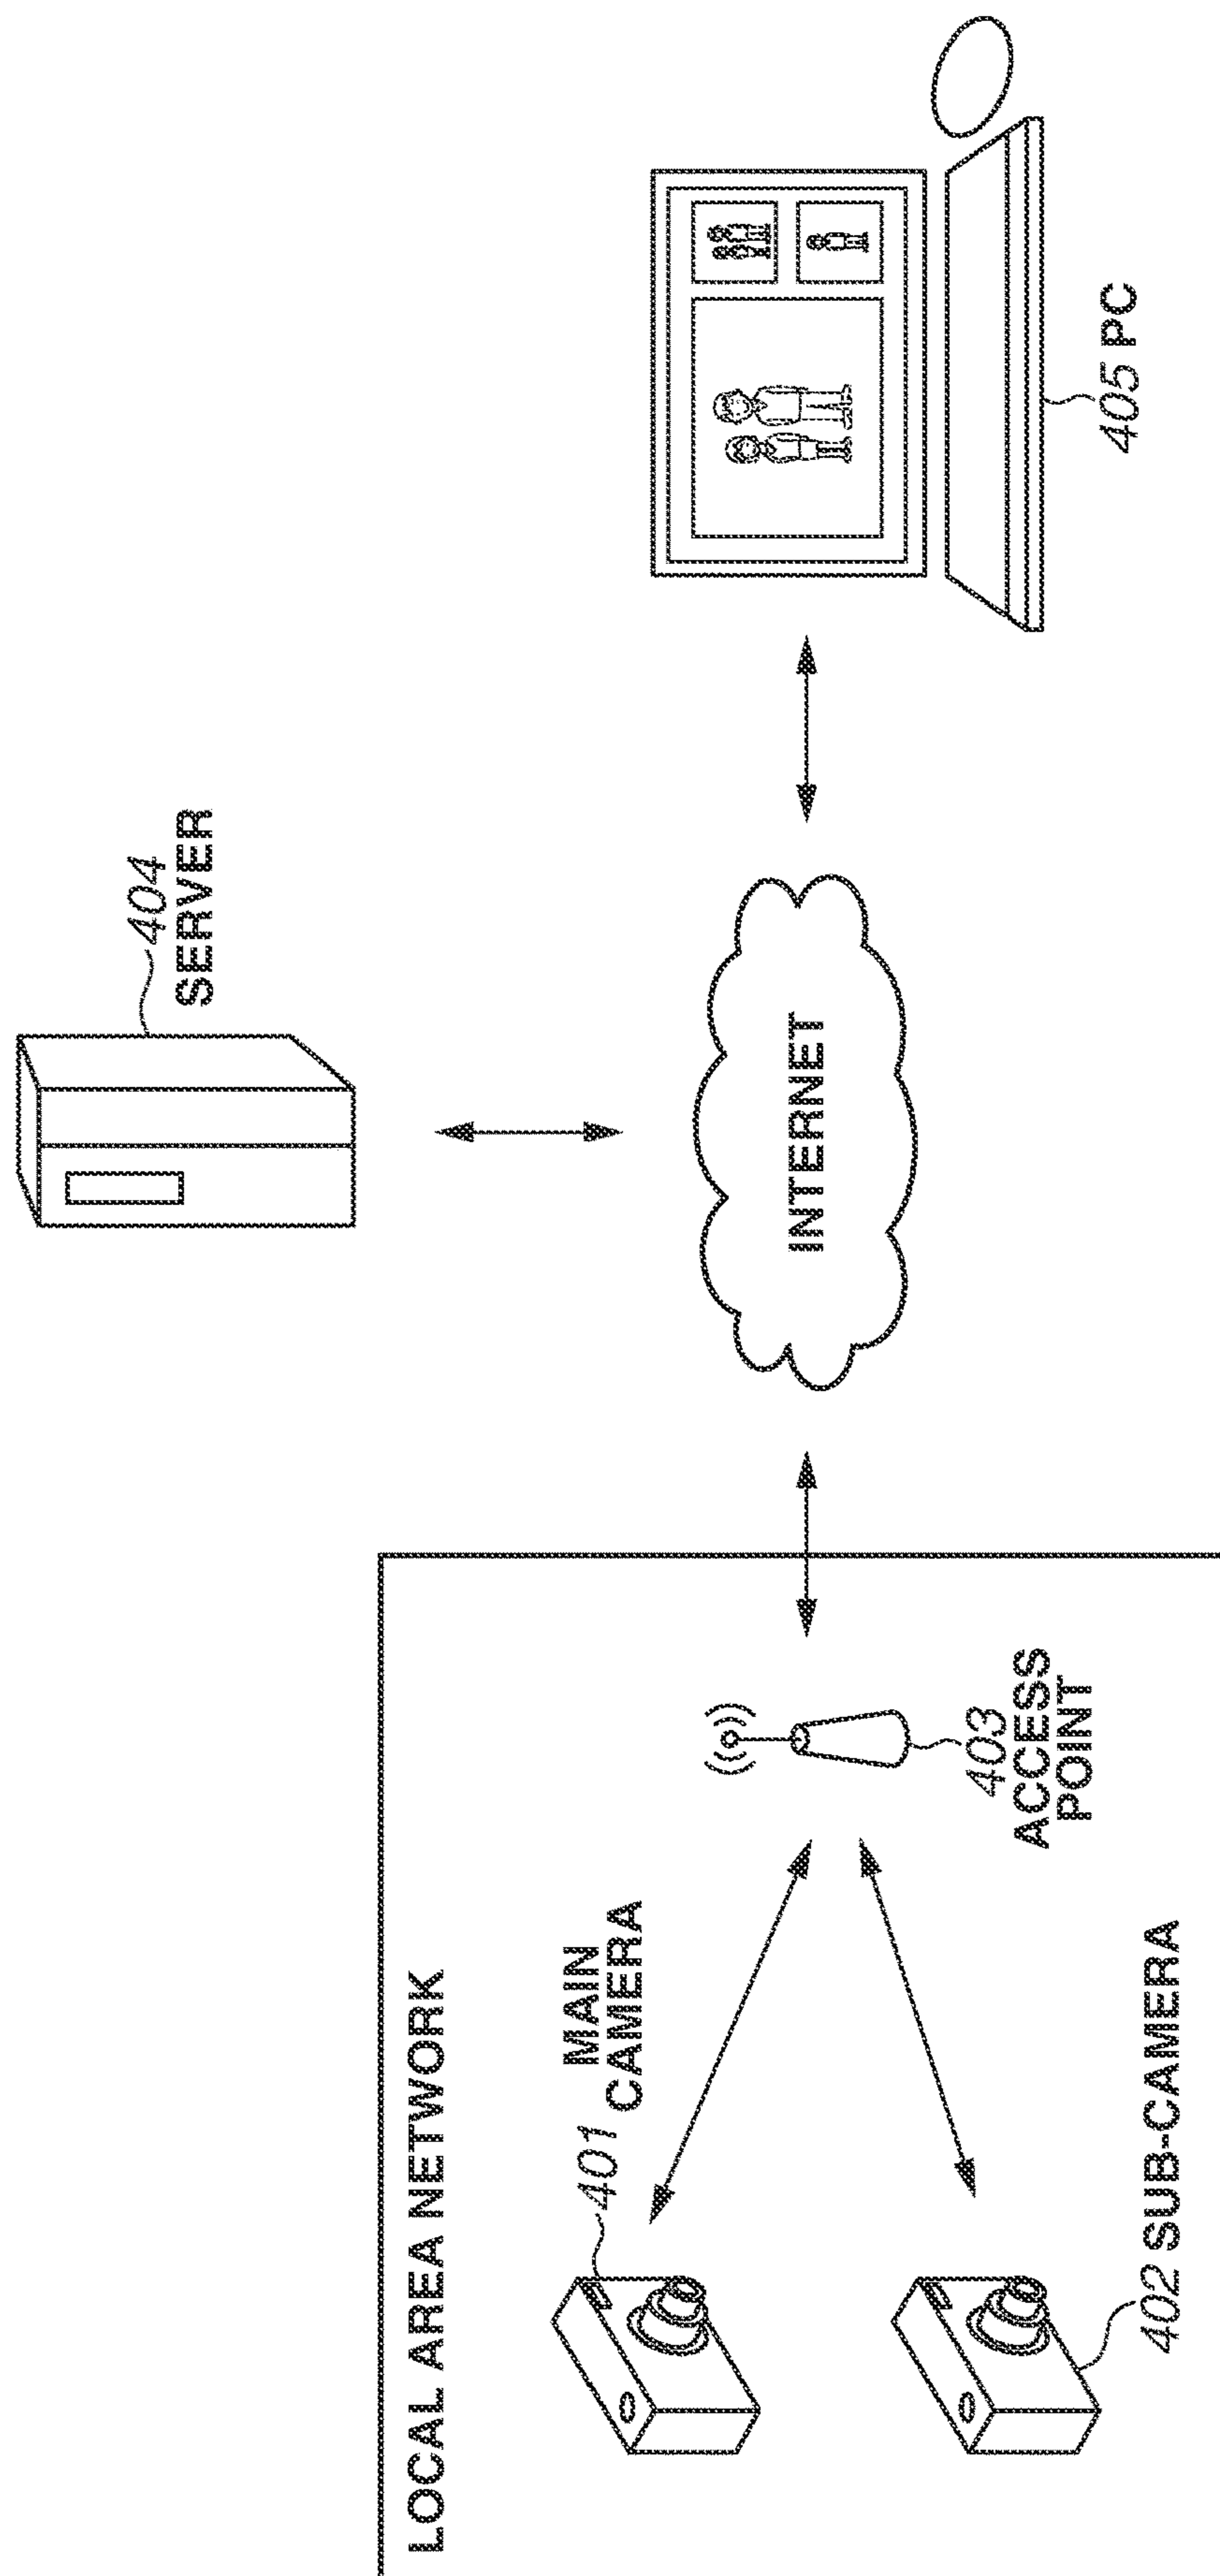 LOCAL AREA NETWORK
401 MAIN
CAMERA
402 SUB-CAMERA
403
ACCESS
POINT
INTERNET
404
SERVER
405 PC